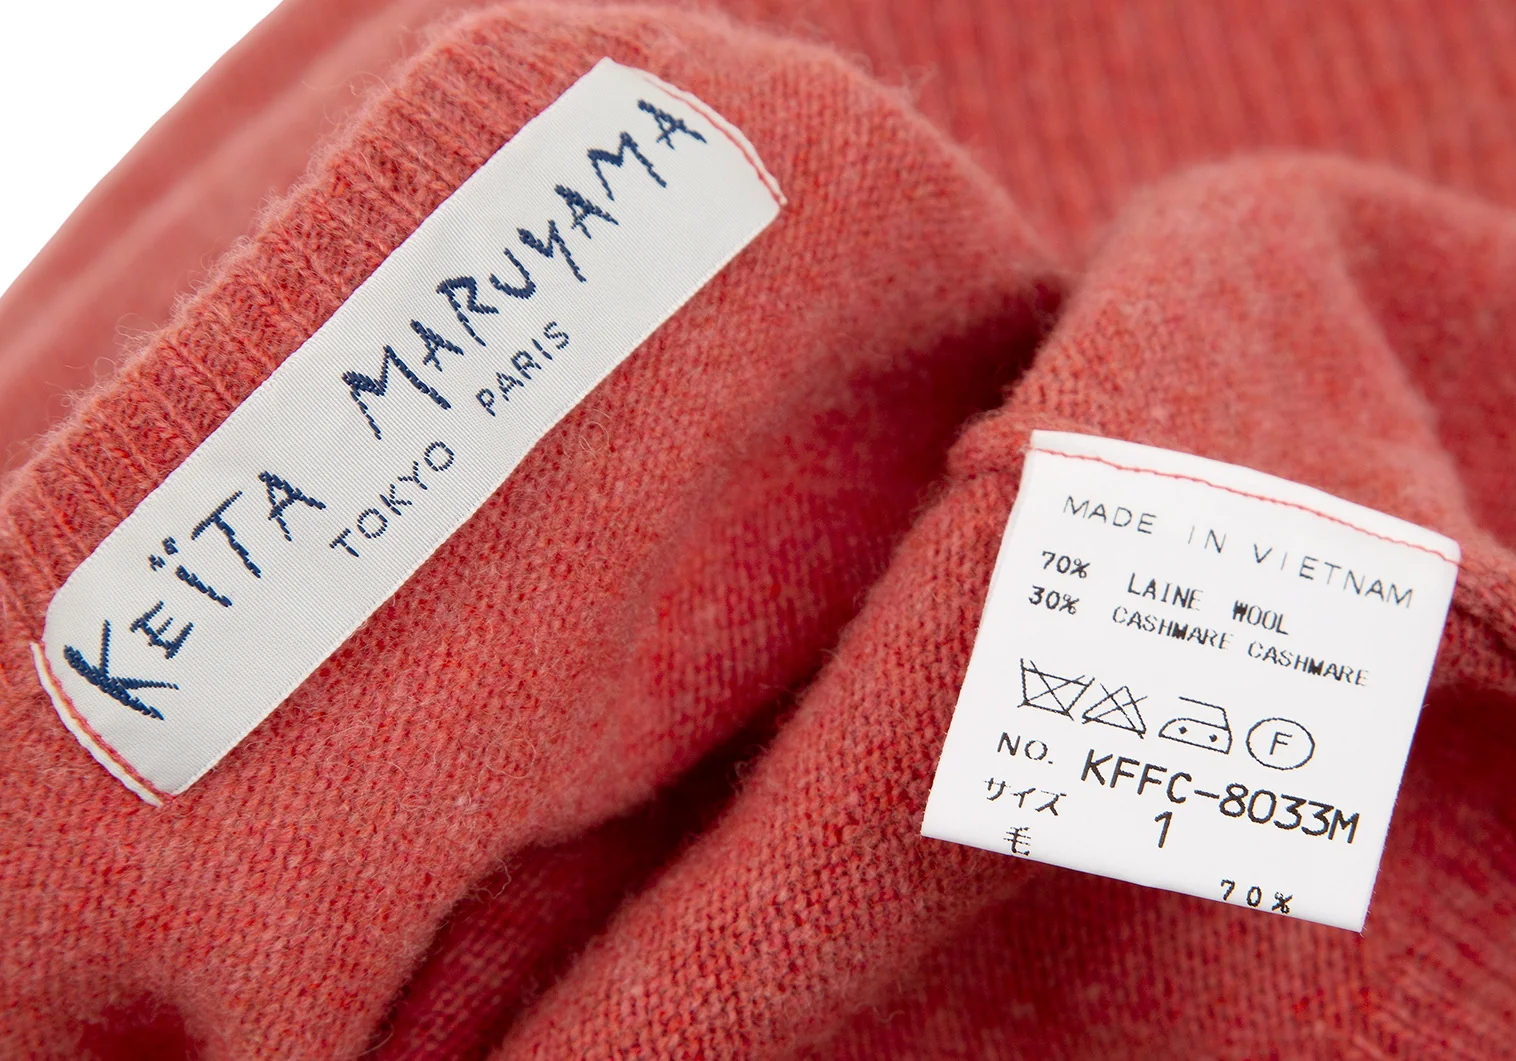 KEÏTA MARUYAMA
TOKYO PARIS
MADE IN VIETNAM
70% LAINE WOOL
30% CASHMARE CASHMARE
F
NO. KFFC-8033M
サイズ 1
毛
70%